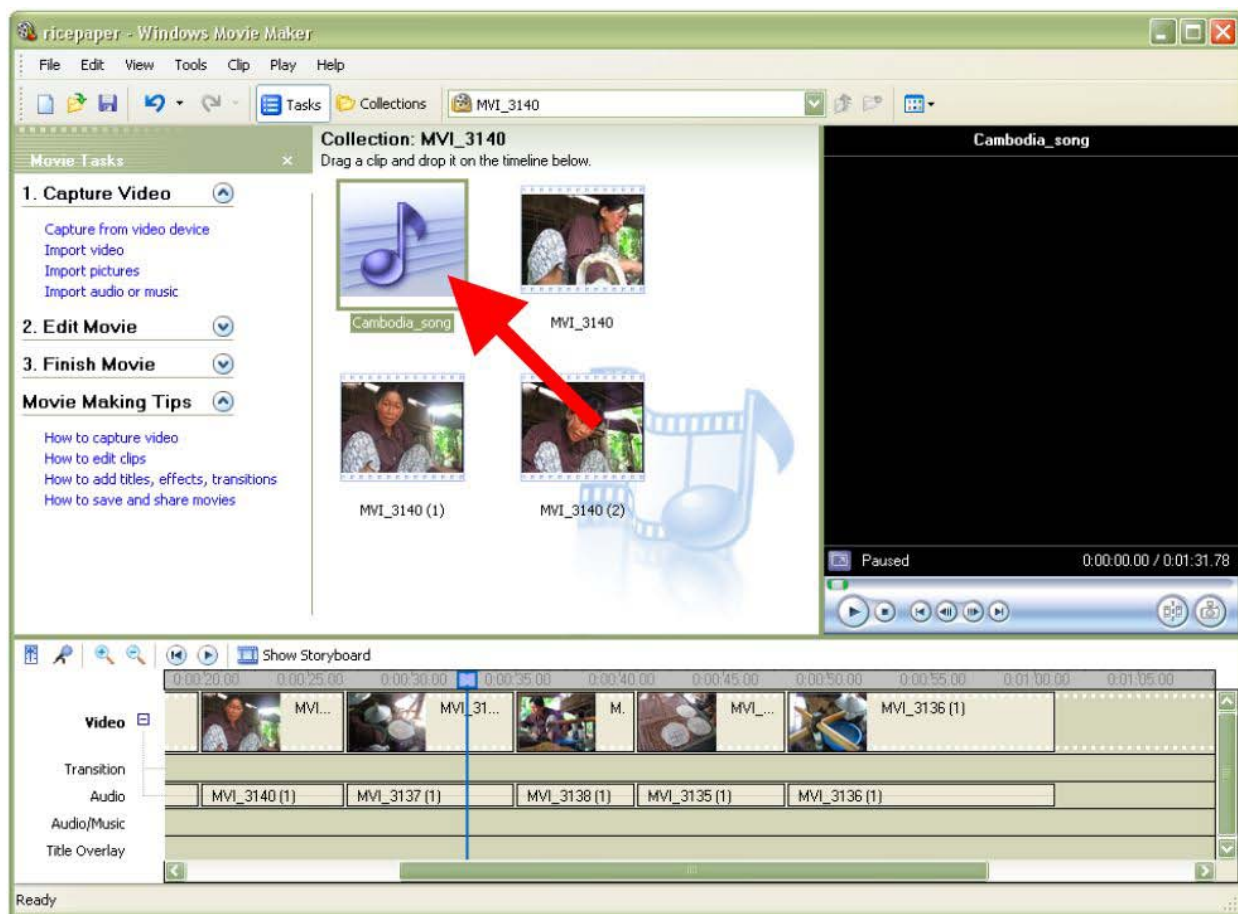 ricepaper - Windows Movie Maker
File Edit View Tools Clip Play Help
Tasks Collections MVI_3140
Movie Tasks
1. Capture Video
Capture from video device
Import video
Import pictures
Import audio or music
2. Edit Movie
3. Finish Movie
Movie Making Tips
How to capture video
How to edit clips
How to add titles, effects, transitions
How to save and share movies
Collection: MVI_3140
Drag a clip and drop it on the timeline below.
Cambodia_song MVI_3140
MVI_3140 (1) MVI_3140 (2)
Cambodia_song
Paused 0:00:00.00 / 0:01:31.78
Show Storyboard
0:00:20.00 0:00:25.00 0:00:30.00 0:00:35.00 0:00:40.00 0:00:45.00 0:00:50.00 0:00:55.00 0:01:00.00 0:01:05.00
Video MVI... MVI_31... M. MVI_... MVI_3136 (1)
Transition
Audio MVI_3140 (1) MVI_3137 (1) MVI_3138 (1) MVI_3135 (1) MVI_3136 (1)
Audio/Music
Title Overlay
Ready